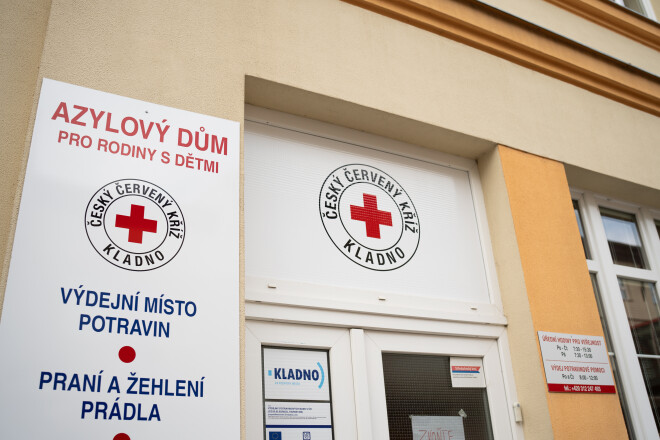 AZYLOVÝ DŮM
PRO RODINY S DĚTMI
ČESKÝ ČERVENÝ KŘÍŽ
KLADNO
VÝDEJNÍ MÍSTO
POTRAVIN
PRANÍ A ŽEHLENÍ
PRÁDLA
ČESKÝ ČERVENÝ KŘÍŽ
KLADNO
KLADNO
ZVOŇTE
ÚŘEDNÍ HODINY PRO VEŘEJNOST
VÝDEJ POTRAVINOVÉ POMOCI